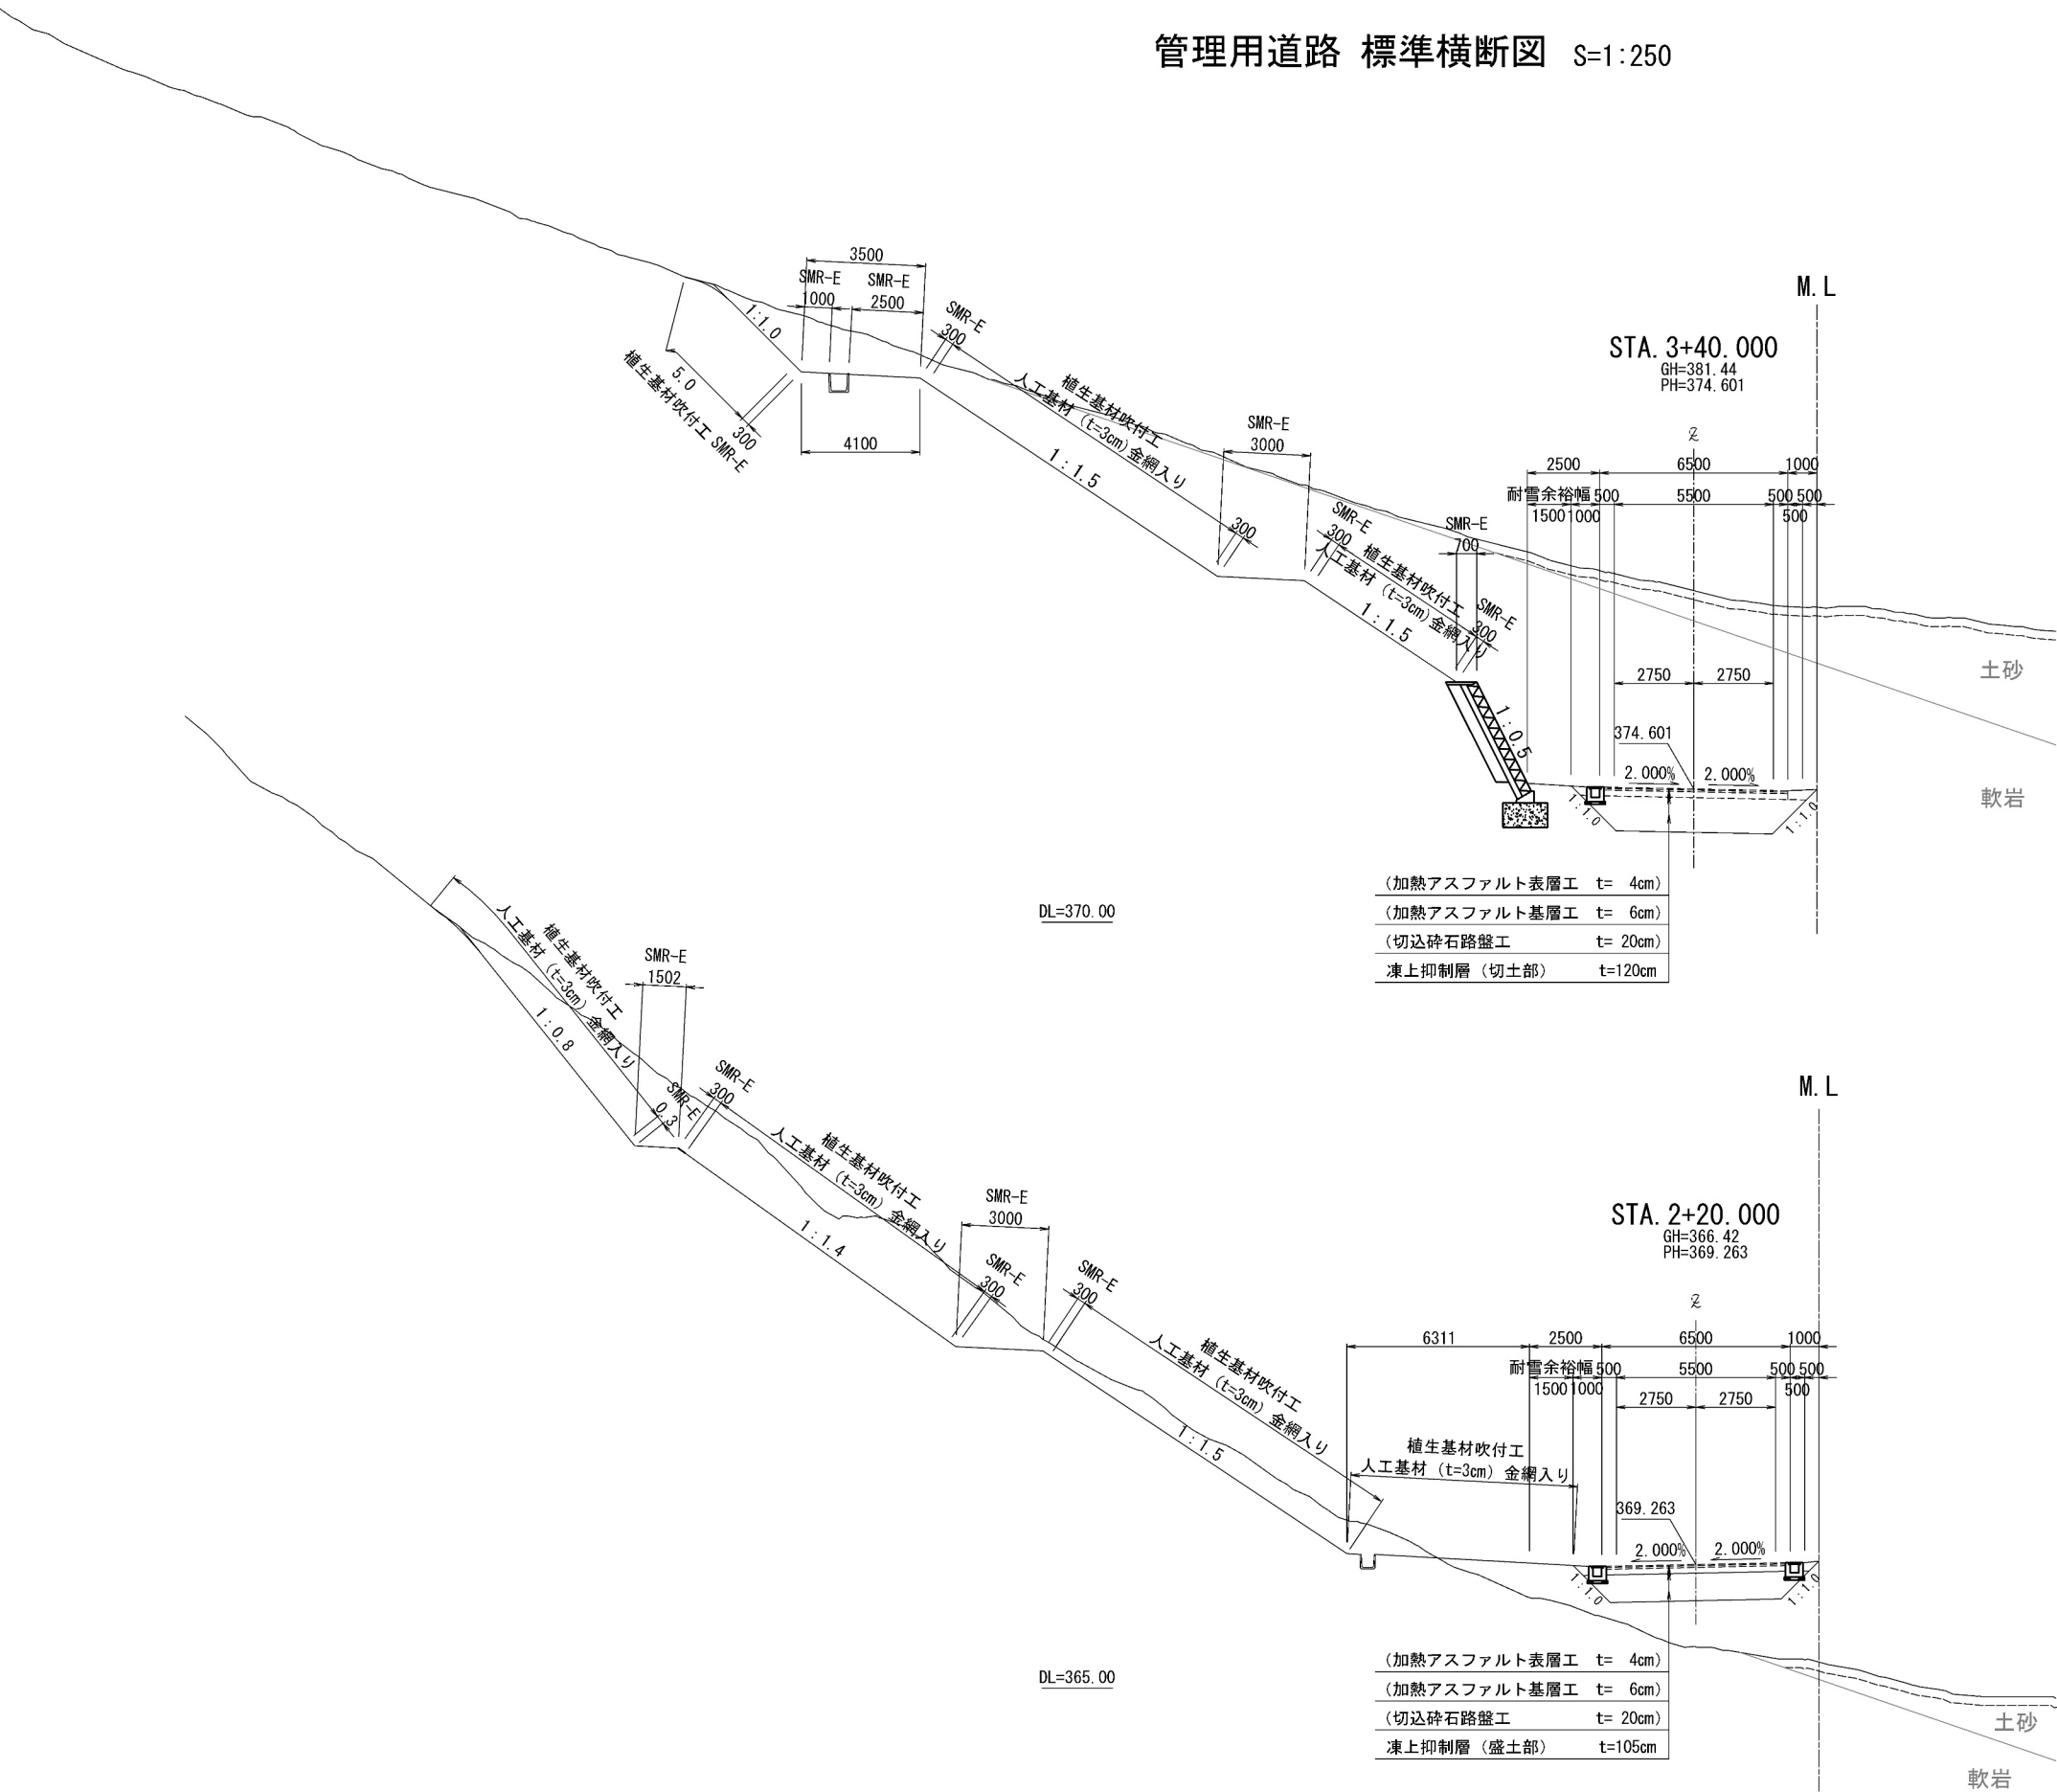 管理用道路 標準横断図 S=1:250
3500
SMR-E SMR-E
1000 2500
1:1.0
5.0
植生基材吹付工 SMR-E
300
4100
SMR-E
300
植生基材吹付工
人工基材 (t=3cm) 金網入り
1:1.5
300
SMR-E
3000
SMR-E
300
植生基材吹付工
人工基材 (t=3cm) 金網入り
1:1.5
SMR-E
300
SMR-E
700
1:0.5
M.L
STA.3+40.000
GH=381.44
PH=374.601
2500 6500 1000
耐雪余裕幅 500 5500 500 500
1500 1000 500
2750 2750
374.601
2.000% 2.000%
1:1.0 1:1.0
土砂
軟岩
DL=370.00
(加熱アスファルト表層工 t= 4cm)
(加熱アスファルト基層工 t= 6cm)
(切込砕石路盤工 t= 20cm)
凍上抑制層 (切土部) t=120cm
植生基材吹付工
人工基材 (t=3cm) 金網入り
1:0.8
SMR-E
0.3
SMR-E
1502
SMR-E
300
植生基材吹付工
人工基材 (t=3cm) 金網入り
1:1.4
SMR-E
300
SMR-E
3000
SMR-E
300
植生基材吹付工
人工基材 (t=3cm) 金網入り
1:1.5
M.L
STA.2+20.000
GH=366.42
PH=369.263
6311 2500 6500 1000
耐雪余裕幅 500 5500 500 500
1500 1000 500
2750 2750
植生基材吹付工
人工基材 (t=3cm) 金網入り
369.263
2.000% 2.000%
1:1.0 1:1.0
DL=365.00
(加熱アスファルト表層工 t= 4cm)
(加熱アスファルト基層工 t= 6cm)
(切込砕石路盤工 t= 20cm)
凍上抑制層 (盛土部) t=105cm
土砂
軟岩